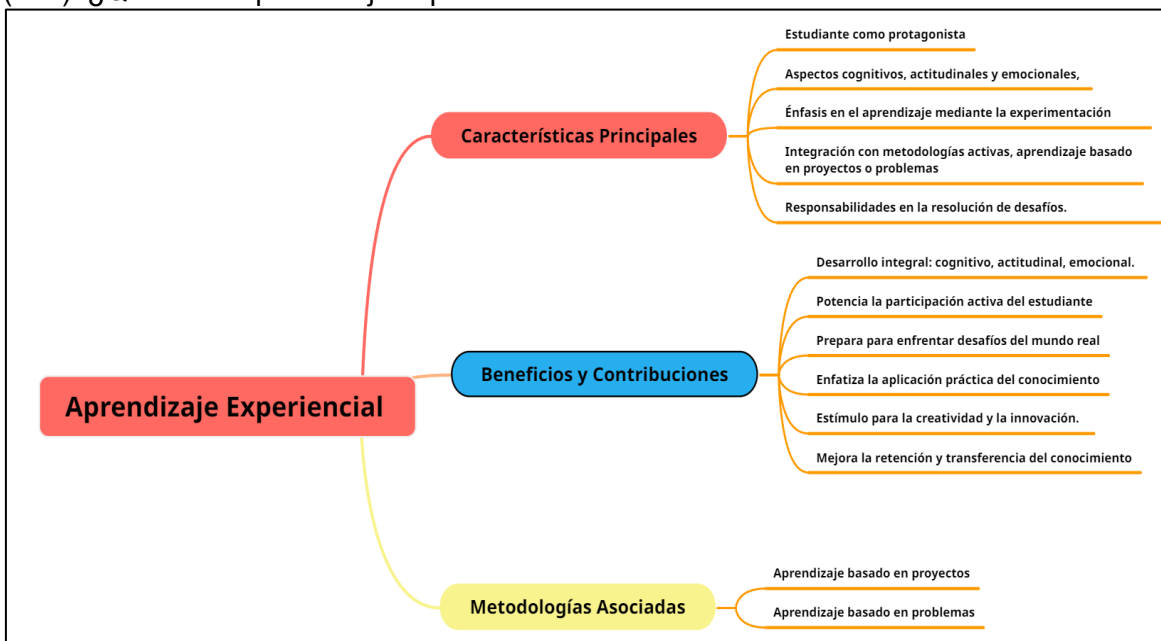 Estudiante como protagonista
Aspectos cognitivos, actitudinales y emocionales,
Características Principales
Énfasis en el aprendizaje mediante la experimentación
Integración con metodologías activas, aprendizaje basado
en proyectos o problemas
Responsabilidades en la resolución de desafíos.
Desarrollo integral: cognitivo, actitudinal, emocional.
Potencia la participación activa del estudiante
Prepara para enfrentar desafíos del mundo real
Beneficios y Contribuciones
Enfatiza la aplicación práctica del conocimiento
Aprendizaje Experiencial
Estímulo para la creatividad y la innovación.
Mejora la retención y transferencia del conocimiento
Aprendizaje basado en proyectos
Metodologías Asociadas
Aprendizaje basado en problemas